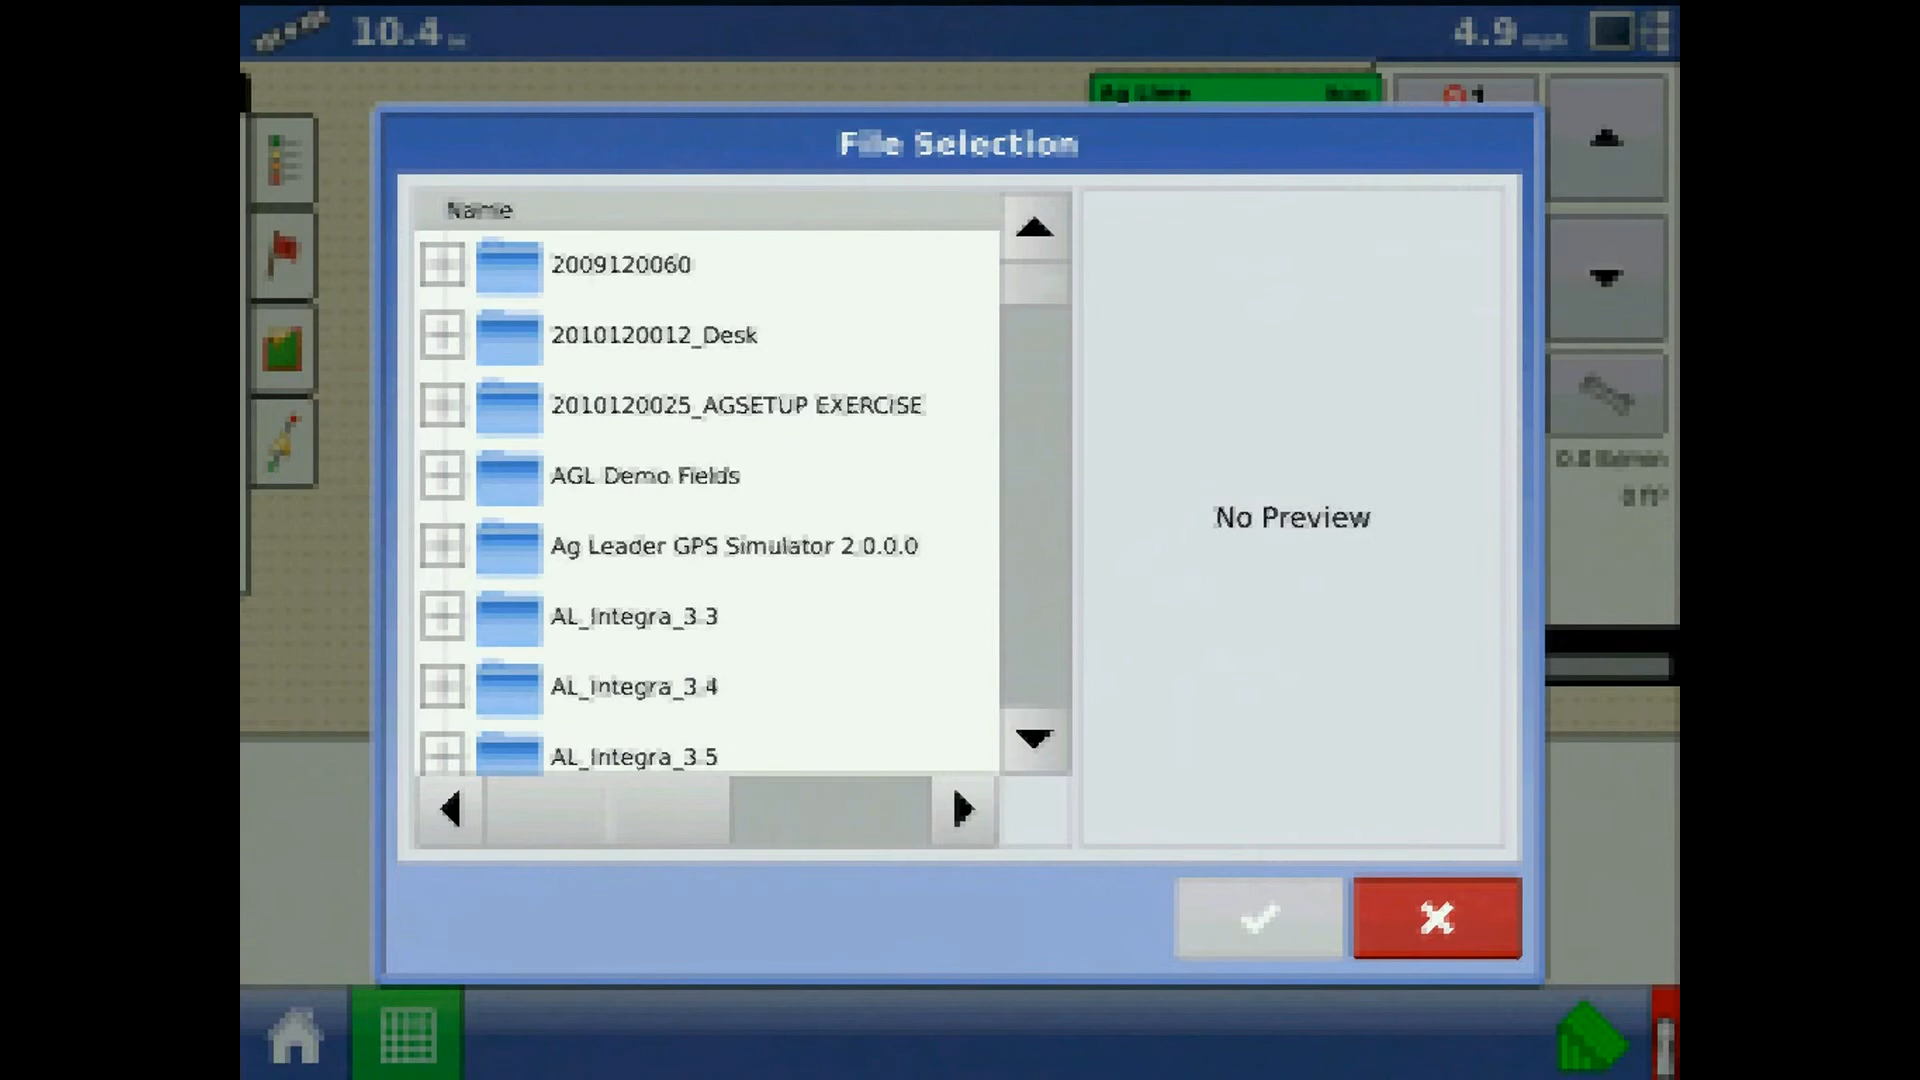 10.4
4.9
1
File Selection
Name
2009120060
2010120012_Desk
2010120025_AGSETUP EXERCISE
AGL Demo Fields
Ag Leader GPS Simulator 2.0.0.0
AL_Integra_3.3
AL_Integra_3.4
AL_Integra_3.5
No Preview